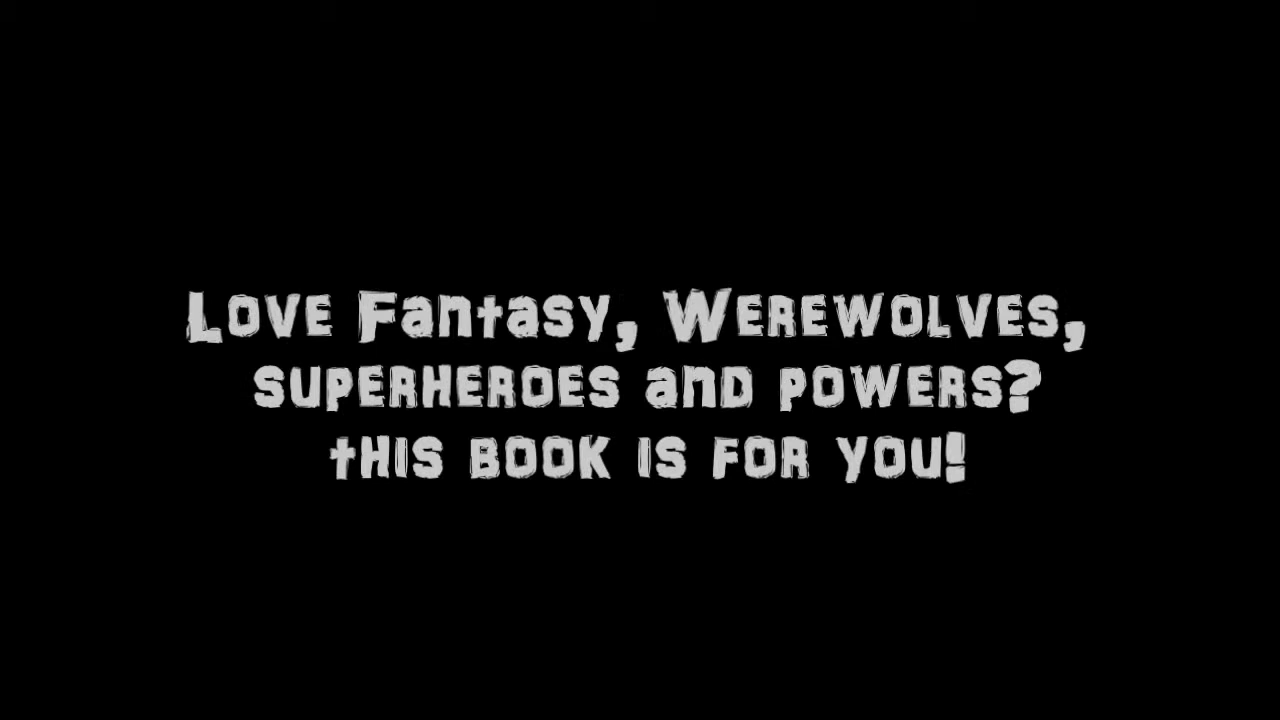 Love Fantasy, Werewolves,
superheroes and powers?
this book is for you!